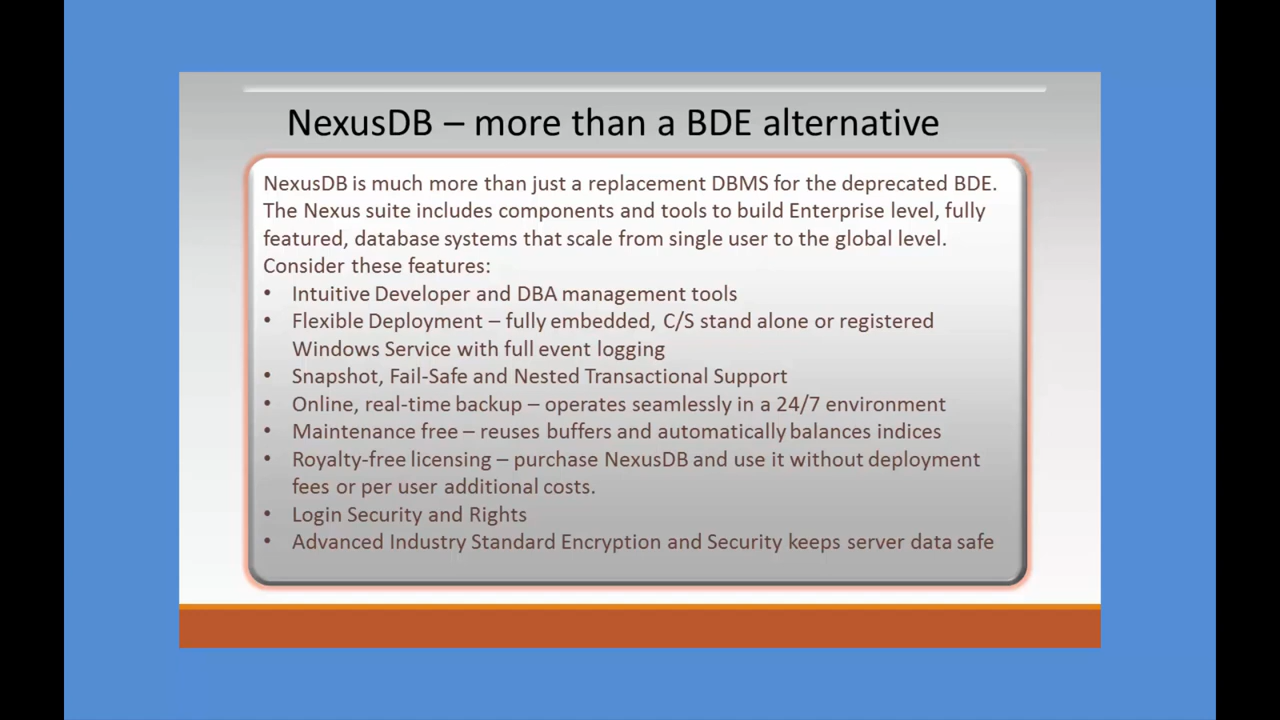 NexusDB – more than a BDE alternative
NexusDB is much more than just a replacement DBMS for the deprecated BDE.
The Nexus suite includes components and tools to build Enterprise level, fully
featured, database systems that scale from single user to the global level.
Consider these features:
• Intuitive Developer and DBA management tools
• Flexible Deployment – fully embedded, C/S stand alone or registered
Windows Service with full event logging
• Snapshot, Fail-Safe and Nested Transactional Support
• Online, real-time backup – operates seamlessly in a 24/7 environment
• Maintenance free – reuses buffers and automatically balances indices
• Royalty-free licensing – purchase NexusDB and use it without deployment
fees or per user additional costs.
• Login Security and Rights
• Advanced Industry Standard Encryption and Security keeps server data safe